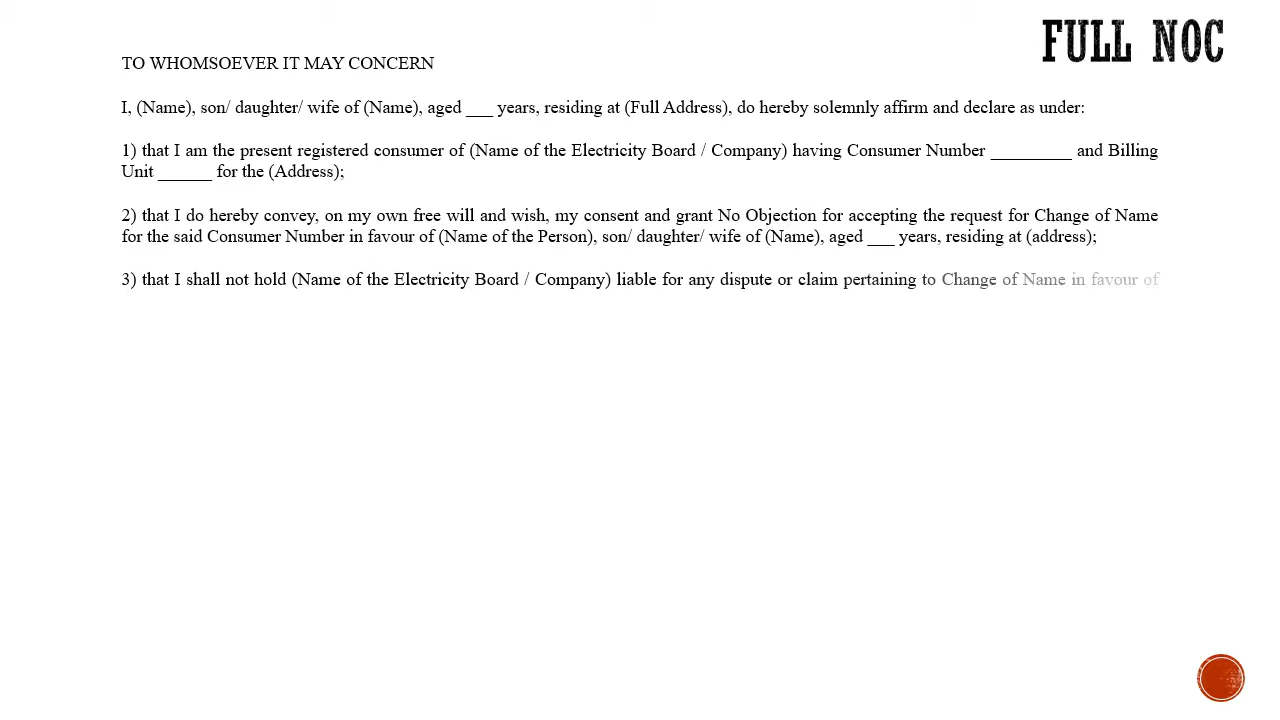 FULL NOC
TO WHOMSOEVER IT MAY CONCERN
I, (Name), son/ daughter/ wife of (Name), aged ___ years, residing at (Full Address), do hereby solemnly affirm and declare as under:
1) that I am the present registered consumer of (Name of the Electricity Board / Company) having Consumer Number _________ and Billing
Unit ______ for the (Address);
2) that I do hereby convey, on my own free will and wish, my consent and grant No Objection for accepting the request for Change of Name
for the said Consumer Number in favour of (Name of the Person), son/ daughter/ wife of (Name), aged ___ years, residing at (address);
3) that I shall not hold (Name of the Electricity Board / Company) liable for any dispute or claim pertaining to Change of Name in favour of